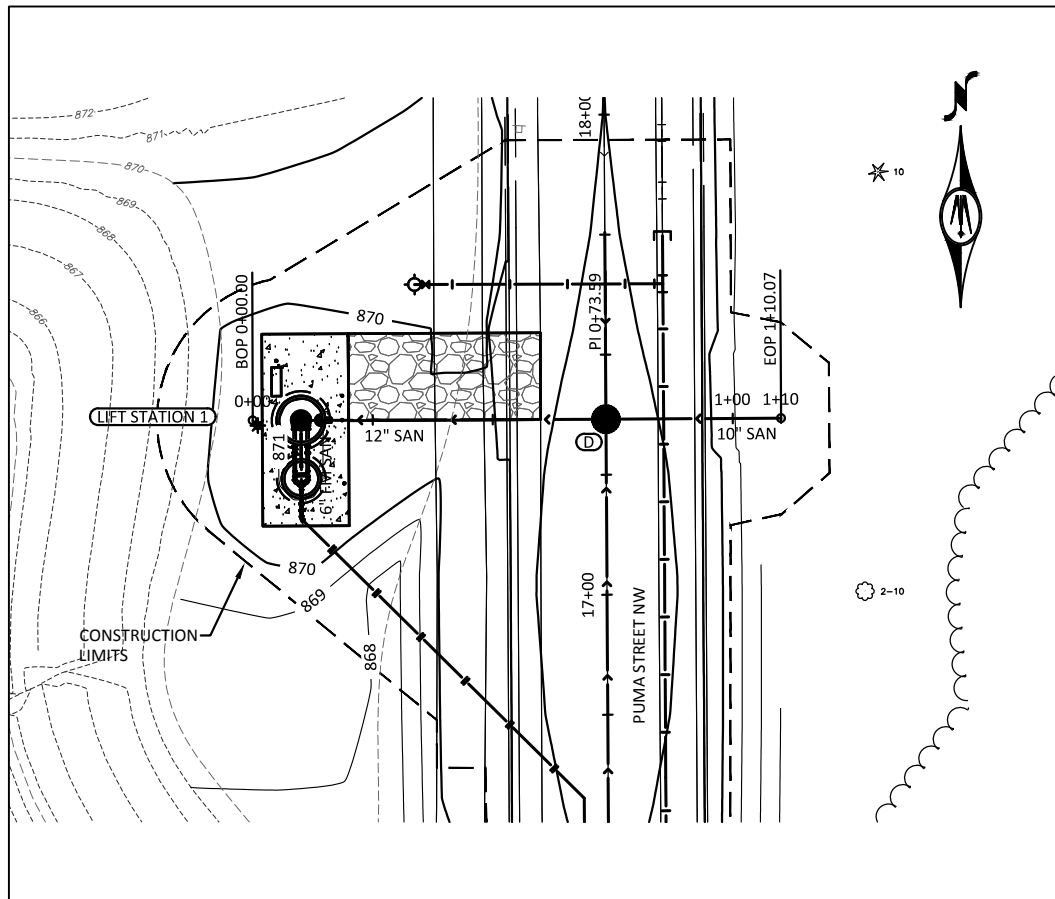 872
871
870
869
868
867
866
18+00
10
BOP 0+00.00
870
PI 0+73.59
EOP 1+10.07
0+00
LIFT STATION 1
12" SAN
1+00
1+10
10" SAN
D
871
6" FM SAN
870
869
868
17+00
PUMA STREET NW
2-10
CONSTRUCTION
LIMITS
N